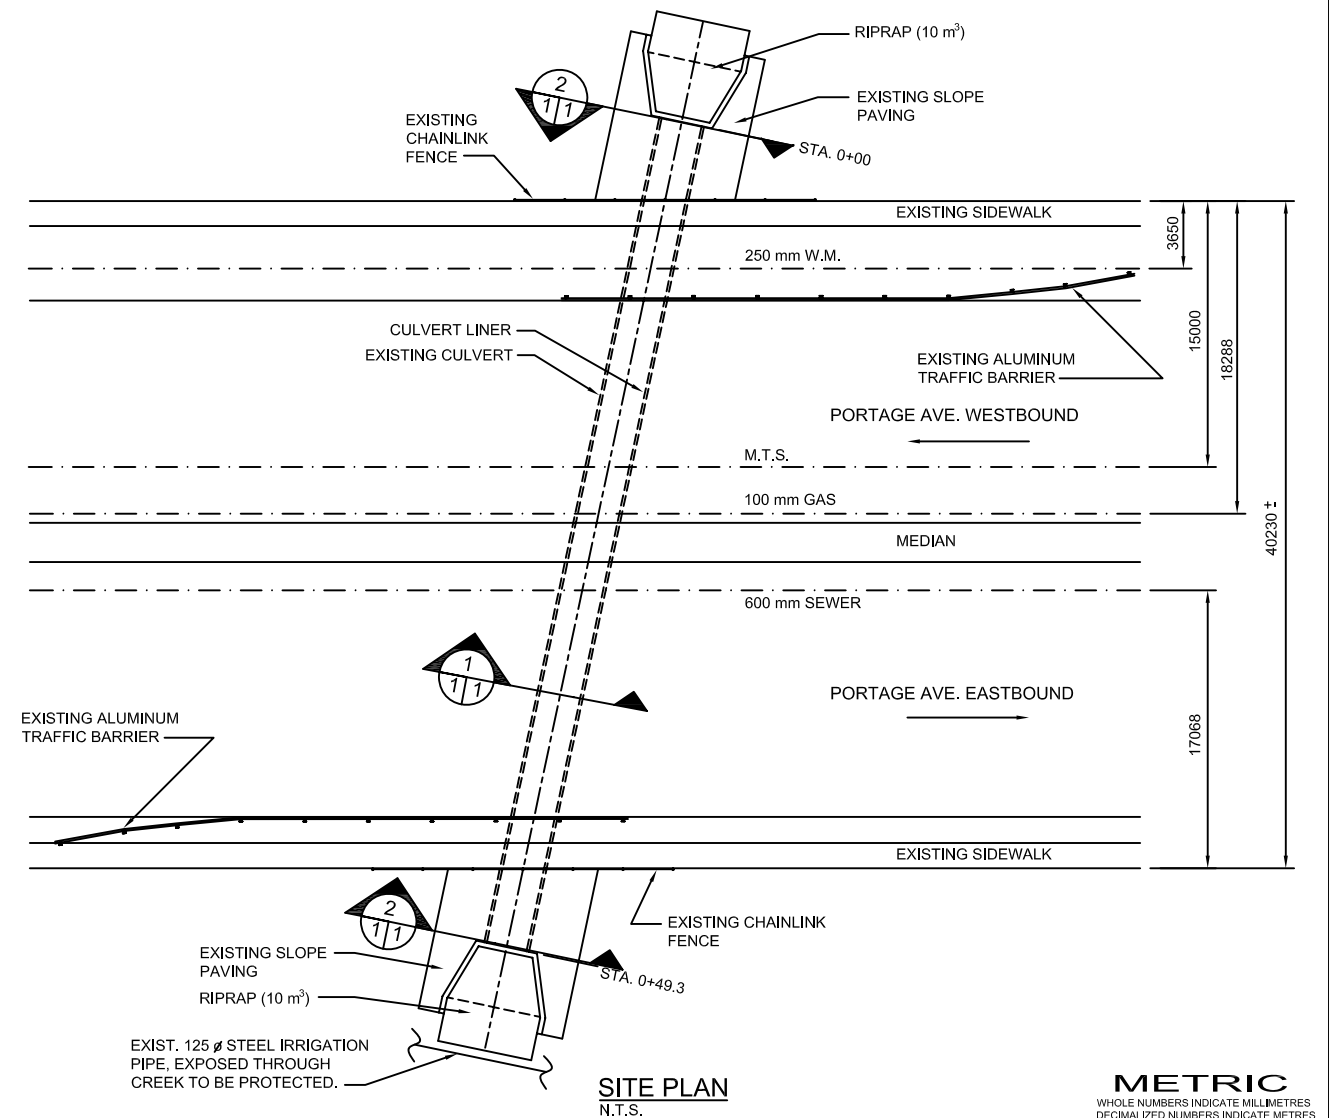 RIPRAP (10 m³)
2
1/1
EXISTING SLOPE
PAVING
EXISTING
CHAINLINK
FENCE
STA. 0+00
EXISTING SIDEWALK
3650
250 mm W.M.
CULVERT LINER
EXISTING CULVERT
15000
18288
EXISTING ALUMINUM
TRAFFIC BARRIER
PORTAGE AVE. WESTBOUND
M.T.S.
100 mm GAS
40230 ±
MEDIAN
600 mm SEWER
1
1/1
PORTAGE AVE. EASTBOUND
EXISTING ALUMINUM
TRAFFIC BARRIER
17068
EXISTING SIDEWALK
2
1/1
EXISTING CHAINLINK
FENCE
EXISTING SLOPE
PAVING
STA. 0+49.3
RIPRAP (10 m³)
EXIST. 125 ø STEEL IRRIGATION
PIPE, EXPOSED THROUGH
CREEK TO BE PROTECTED.
SITE PLAN
N.T.S.
METRIC
WHOLE NUMBERS INDICATE MILLIMETRES
DECIMALIZED NUMBERS INDICATE METRES